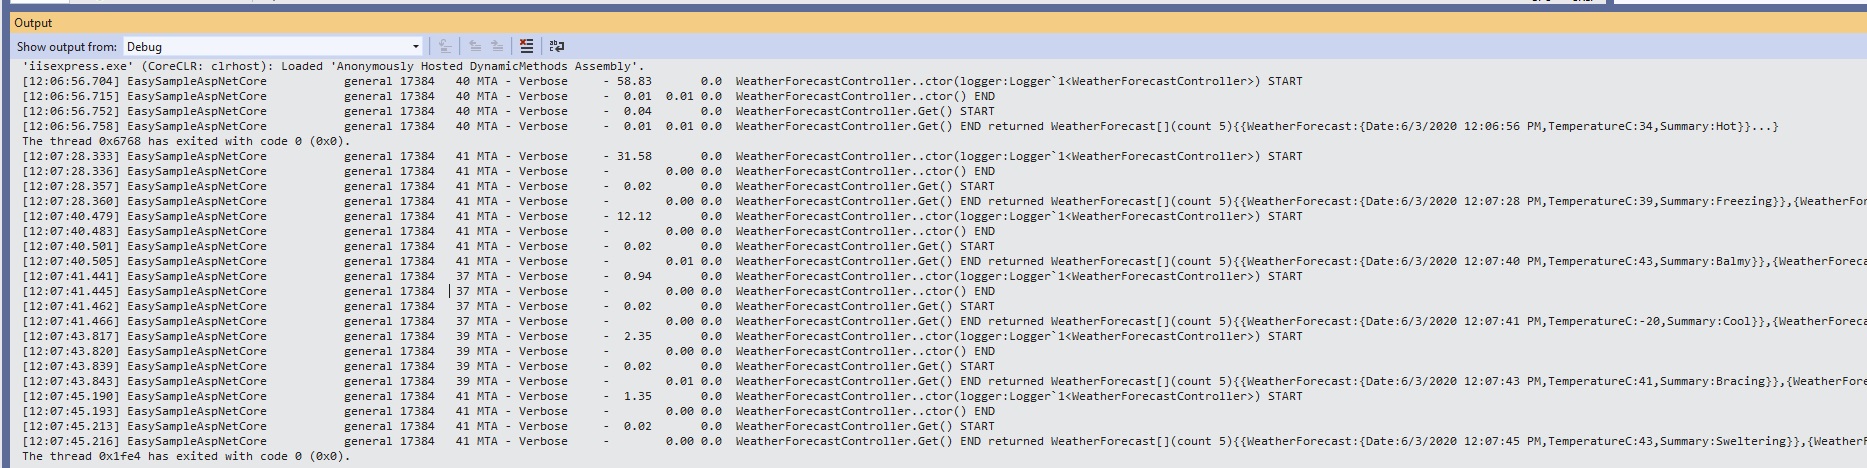 Output
Show output from: Debug
'iisexpress.exe' (CoreCLR: clrhost): Loaded 'Anonymously Hosted DynamicMethods Assembly'.
[12:06:56.704] EasySampleAspNetCore general 17384 40 MTA - Verbose - 58.83 0.0 WeatherForecastController..ctor(logger:Logger`1<WeatherForecastController>) START
[12:06:56.715] EasySampleAspNetCore general 17384 40 MTA - Verbose - 0.01 0.01 0.0 WeatherForecastController..ctor() END
[12:06:56.752] EasySampleAspNetCore general 17384 40 MTA - Verbose - 0.04 0.0 WeatherForecastController.Get() START
[12:06:56.758] EasySampleAspNetCore general 17384 40 MTA - Verbose - 0.01 0.01 0.0 WeatherForecastController.Get() END returned WeatherForecast[](count 5){{WeatherForecast:{Date:6/3/2020 12:06:56 PM,TemperatureC:34,Summary:Hot}}...}
The thread 0x6768 has exited with code 0 (0x0).
[12:07:28.333] EasySampleAspNetCore general 17384 41 MTA - Verbose - 31.58 0.0 WeatherForecastController..ctor(logger:Logger`1<WeatherForecastController>) START
[12:07:28.336] EasySampleAspNetCore general 17384 41 MTA - Verbose - 0.00 0.0 WeatherForecastController..ctor() END
[12:07:28.357] EasySampleAspNetCore general 17384 41 MTA - Verbose - 0.02 0.0 WeatherForecastController.Get() START
[12:07:28.360] EasySampleAspNetCore general 17384 41 MTA - Verbose - 0.00 0.0 WeatherForecastController.Get() END returned WeatherForecast[](count 5){{WeatherForecast:{Date:6/3/2020 12:07:28 PM,TemperatureC:39,Summary:Freezing}},{WeatherFor
[12:07:40.479] EasySampleAspNetCore general 17384 41 MTA - Verbose - 12.12 0.0 WeatherForecastController..ctor(logger:Logger`1<WeatherForecastController>) START
[12:07:40.483] EasySampleAspNetCore general 17384 41 MTA - Verbose - 0.00 0.0 WeatherForecastController..ctor() END
[12:07:40.501] EasySampleAspNetCore general 17384 41 MTA - Verbose - 0.02 0.0 WeatherForecastController.Get() START
[12:07:40.505] EasySampleAspNetCore general 17384 41 MTA - Verbose - 0.01 0.0 WeatherForecastController.Get() END returned WeatherForecast[](count 5){{WeatherForecast:{Date:6/3/2020 12:07:40 PM,TemperatureC:43,Summary:Balmy}},{WeatherForeca
[12:07:41.441] EasySampleAspNetCore general 17384 37 MTA - Verbose - 0.94 0.0 WeatherForecastController..ctor(logger:Logger`1<WeatherForecastController>) START
[12:07:41.445] EasySampleAspNetCore general 17384 37 MTA - Verbose - 0.00 0.0 WeatherForecastController..ctor() END
[12:07:41.462] EasySampleAspNetCore general 17384 37 MTA - Verbose - 0.02 0.0 WeatherForecastController.Get() START
[12:07:41.466] EasySampleAspNetCore general 17384 37 MTA - Verbose - 0.00 0.0 WeatherForecastController.Get() END returned WeatherForecast[](count 5){{WeatherForecast:{Date:6/3/2020 12:07:41 PM,TemperatureC:-20,Summary:Cool}},{WeatherForeca
[12:07:43.817] EasySampleAspNetCore general 17384 39 MTA - Verbose - 2.35 0.0 WeatherForecastController..ctor(logger:Logger`1<WeatherForecastController>) START
[12:07:43.820] EasySampleAspNetCore general 17384 39 MTA - Verbose - 0.00 0.0 WeatherForecastController..ctor() END
[12:07:43.839] EasySampleAspNetCore general 17384 39 MTA - Verbose - 0.02 0.0 WeatherForecastController.Get() START
[12:07:43.843] EasySampleAspNetCore general 17384 39 MTA - Verbose - 0.01 0.0 WeatherForecastController.Get() END returned WeatherForecast[](count 5){{WeatherForecast:{Date:6/3/2020 12:07:43 PM,TemperatureC:41,Summary:Bracing}},{WeatherFore
[12:07:45.190] EasySampleAspNetCore general 17384 41 MTA - Verbose - 1.35 0.0 WeatherForecastController..ctor(logger:Logger`1<WeatherForecastController>) START
[12:07:45.193] EasySampleAspNetCore general 17384 41 MTA - Verbose - 0.00 0.0 WeatherForecastController..ctor() END
[12:07:45.213] EasySampleAspNetCore general 17384 41 MTA - Verbose - 0.02 0.0 WeatherForecastController.Get() START
[12:07:45.216] EasySampleAspNetCore general 17384 41 MTA - Verbose - 0.00 0.0 WeatherForecastController.Get() END returned WeatherForecast[](count 5){{WeatherForecast:{Date:6/3/2020 12:07:45 PM,TemperatureC:43,Summary:Sweltering}},{WeatherF
The thread 0x1fe4 has exited with code 0 (0x0).